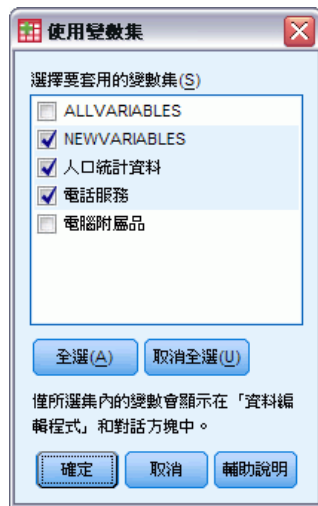 使用變數集
選擇要套用的變數集(S)
ALLVARIABLES
NEWVARIABLES
人口統計資料
電話服務
電腦附屬品
全選(A) 取消全選(U)
僅所選集內的變數會顯示在「資料編
輯程式」和對話方塊中。
確定 取消 輔助說明